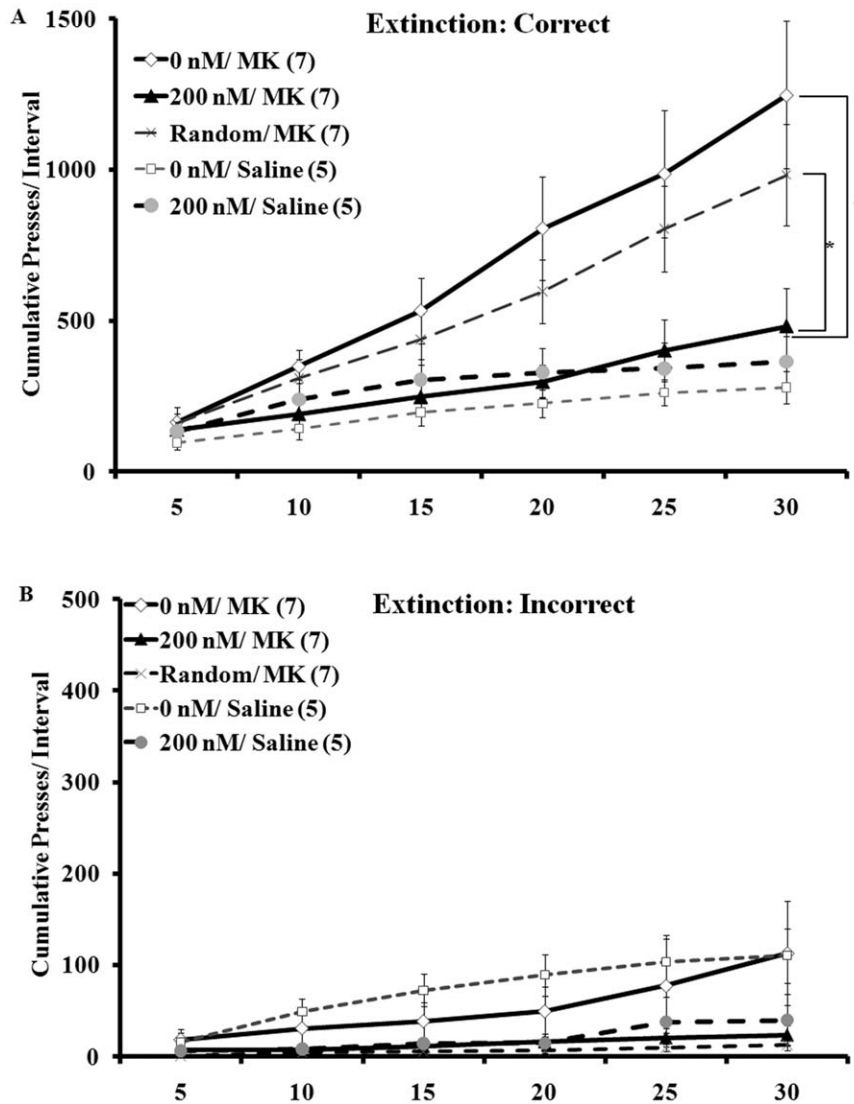 A
Extinction: Correct
Cumulative Presses/ Interval
1500
1000
500
0
0 nM/ MK (7)
200 nM/ MK (7)
Random/ MK (7)
0 nM/ Saline (5)
200 nM/ Saline (5)
*
5 10 15 20 25 30
B
Extinction: Incorrect
Cumulative Presses/ Interval
500
400
300
200
100
0
0 nM/ MK (7)
200 nM/ MK (7)
Random/ MK (7)
0 nM/ Saline (5)
200 nM/ Saline (5)
5 10 15 20 25 30